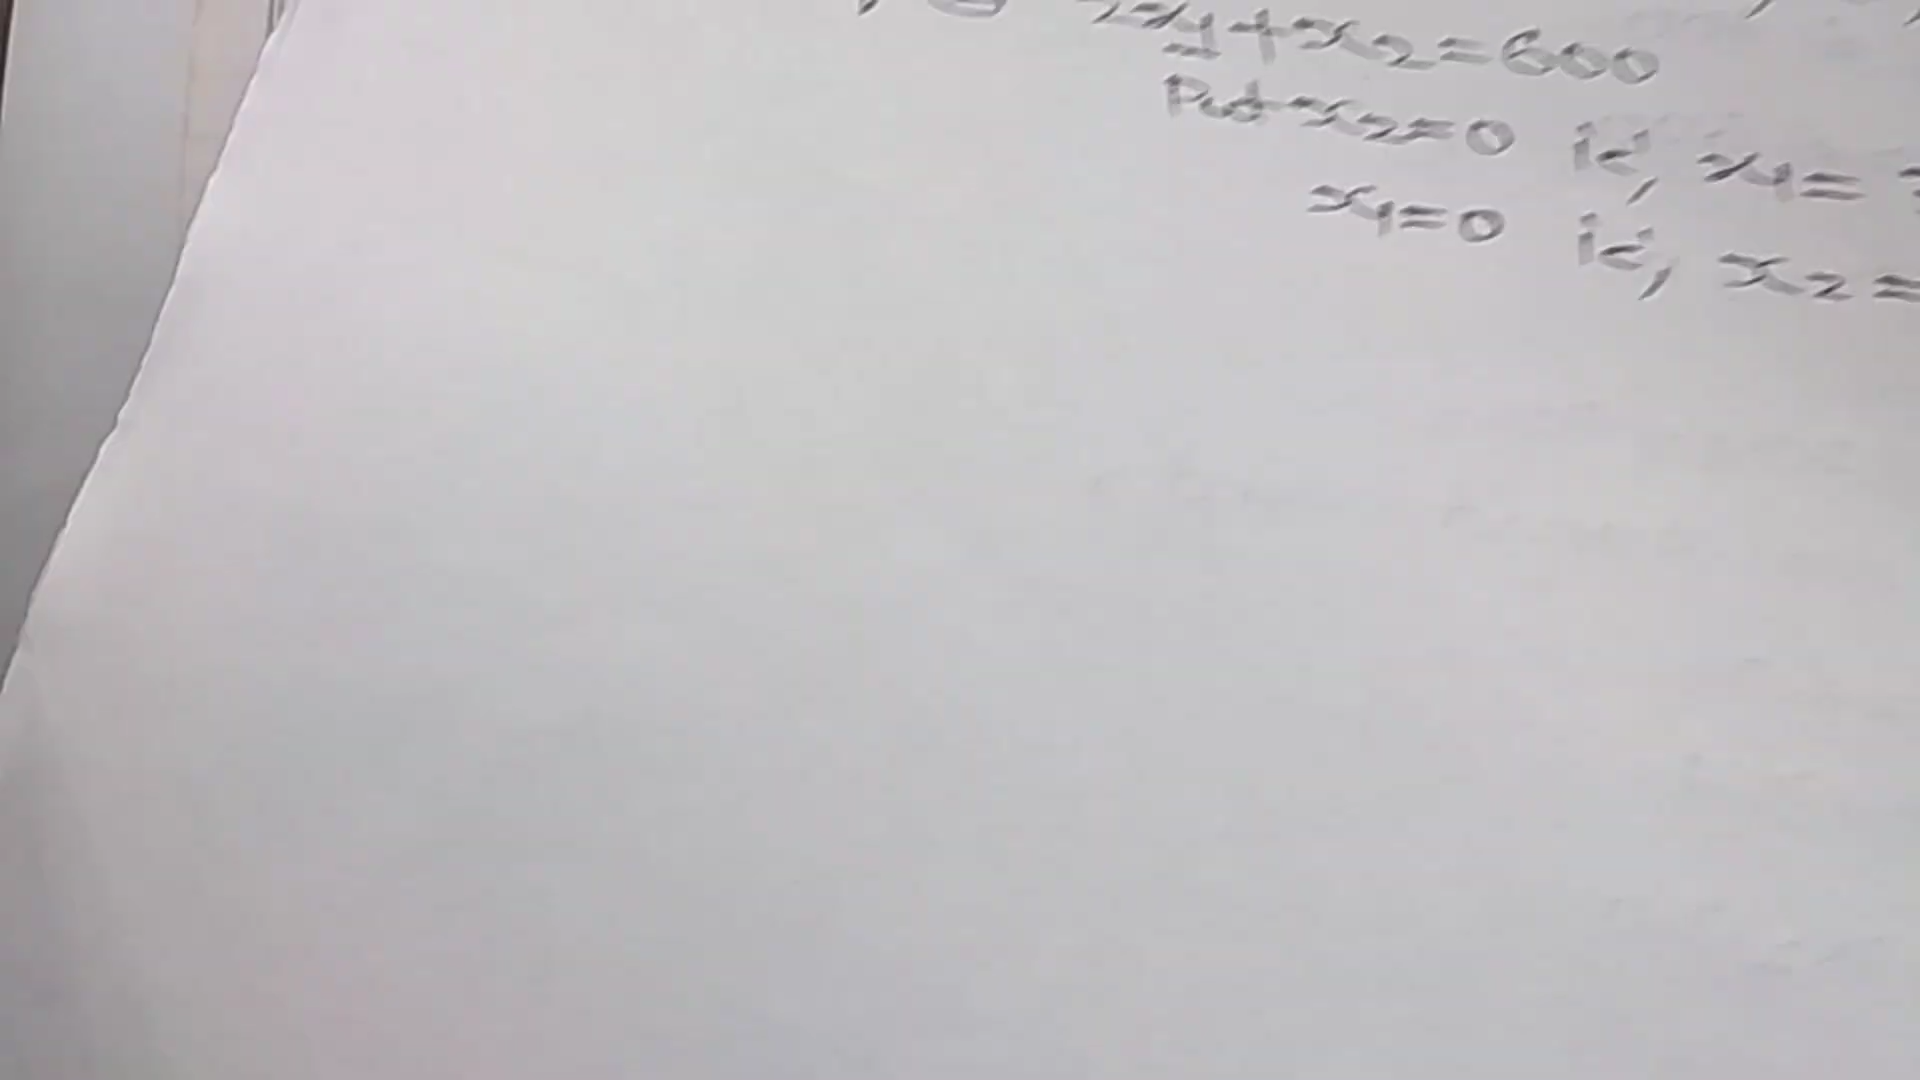 2x1+x2=600
Put x2=0 ie, x1=
x1=0 ie, x2=